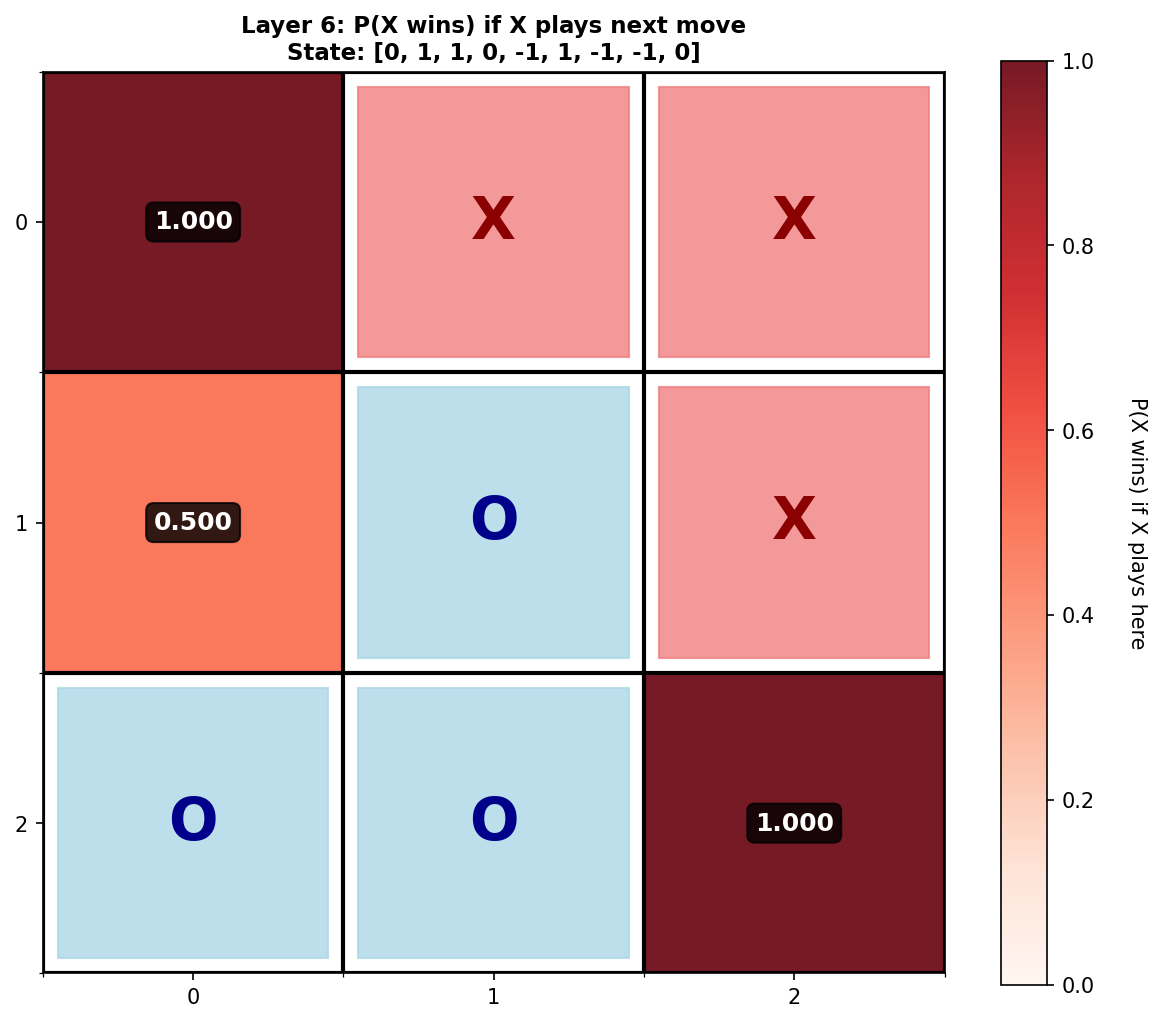 Layer 6: P(X wins) if X plays next move
State: [0, 1, 1, 0, -1, 1, -1, -1, 0]
0
1.000
X
X
1
0.500
O
X
2
O
O
1.000
0
1
2
1.0
0.8
0.6
0.4
0.2
0.0
P(X wins) if X plays here